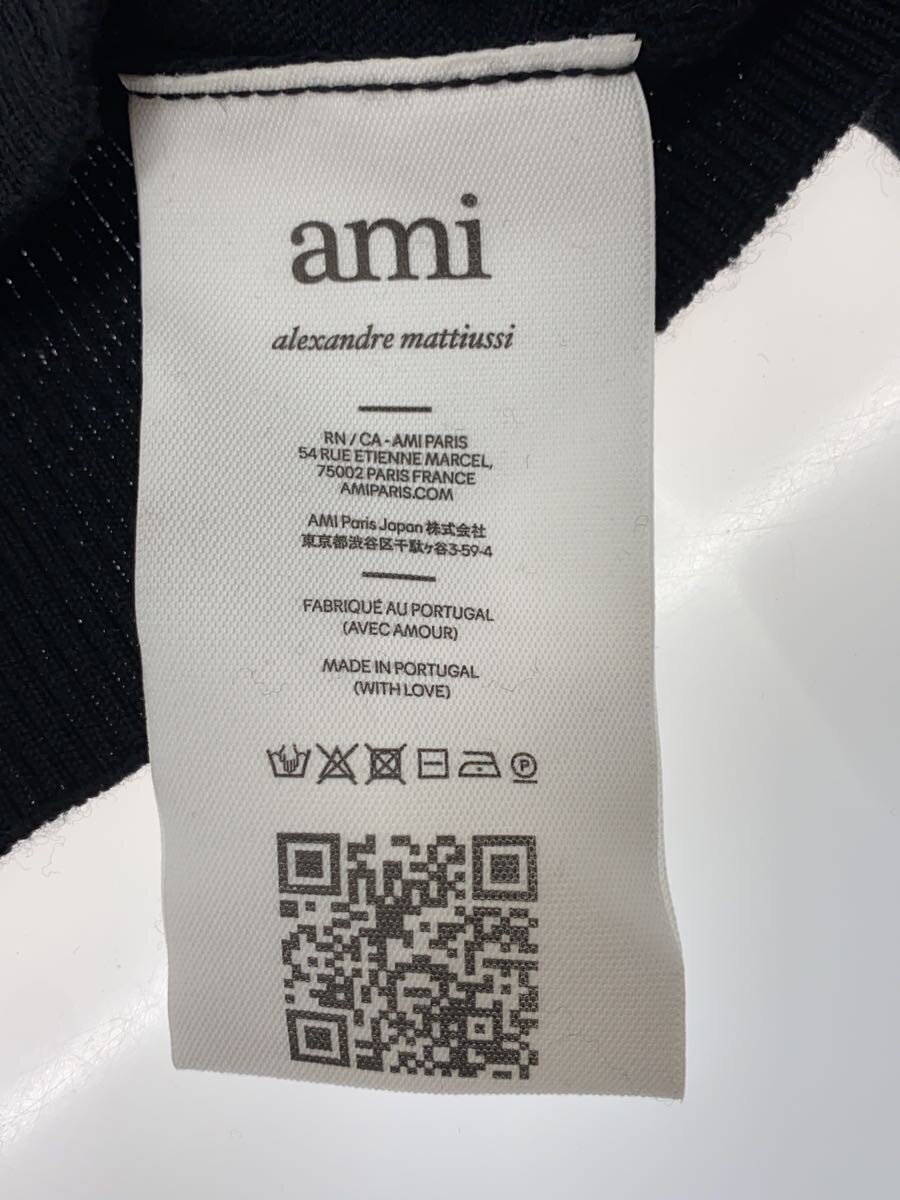 ami
alexandre mattiussi
RN / CA - AMI PARIS
54 RUE ETIENNE MARCEL,
75002 PARIS FRANCE
AMIPARIS.COM
AMI Paris Japan 株式会社
東京都渋谷区千駄ヶ谷3-59-4
FABRIQUÉ AU PORTUGAL
(AVEC AMOUR)
MADE IN PORTUGAL
(WITH LOVE)
P